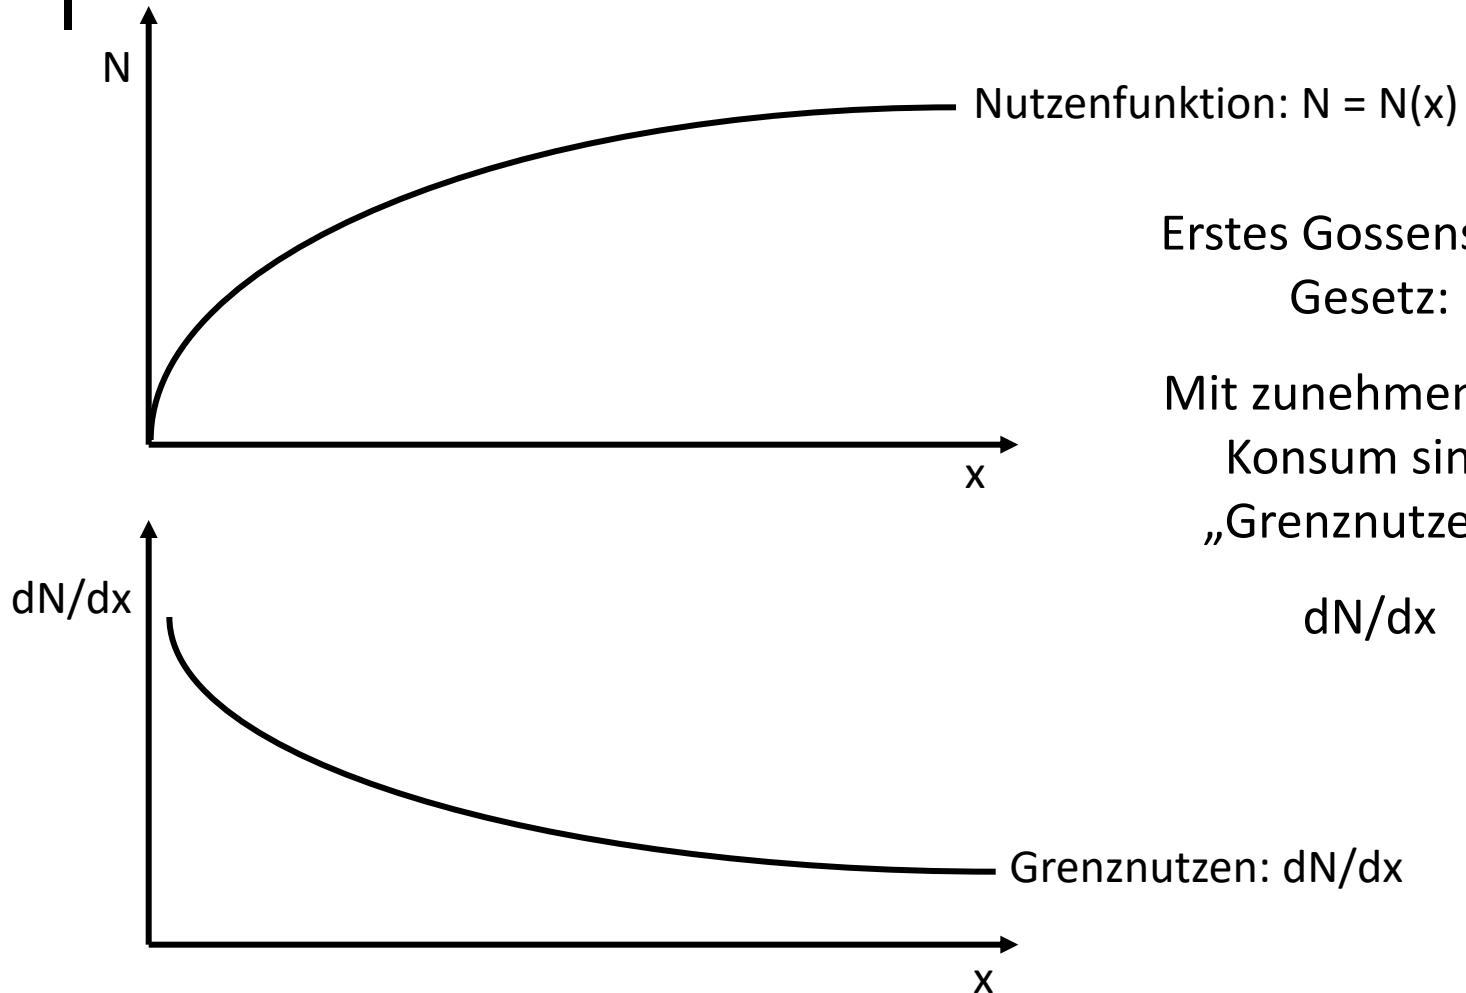 N
Nutzenfunktion: N = N(x)
Erstes Gossens
Gesetz:
Mit zunehmen
Konsum sin
„Grenznutze
x
dN/dx
dN/dx
Grenznutzen: dN/dx
x